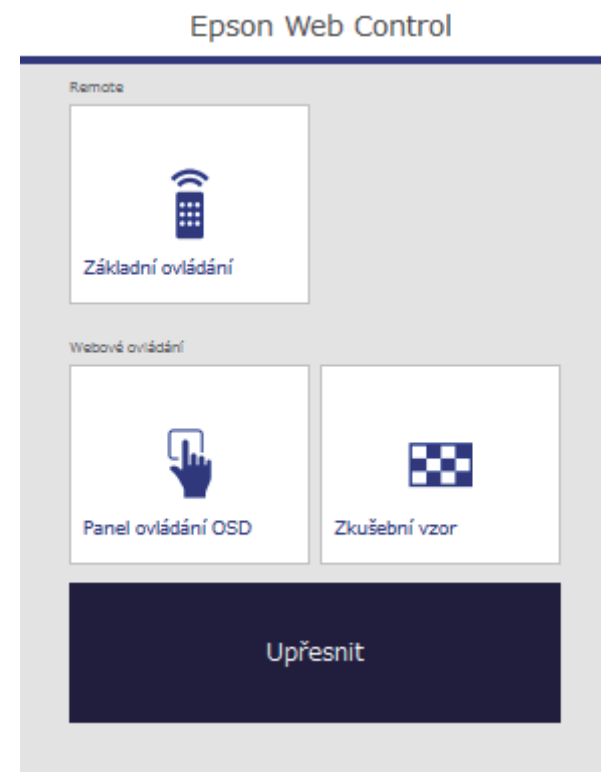 Epson Web Control
Remote
Základní ovládání
Webové ovládání
Panel ovládání OSD
Zkušební vzor
Upřesnit